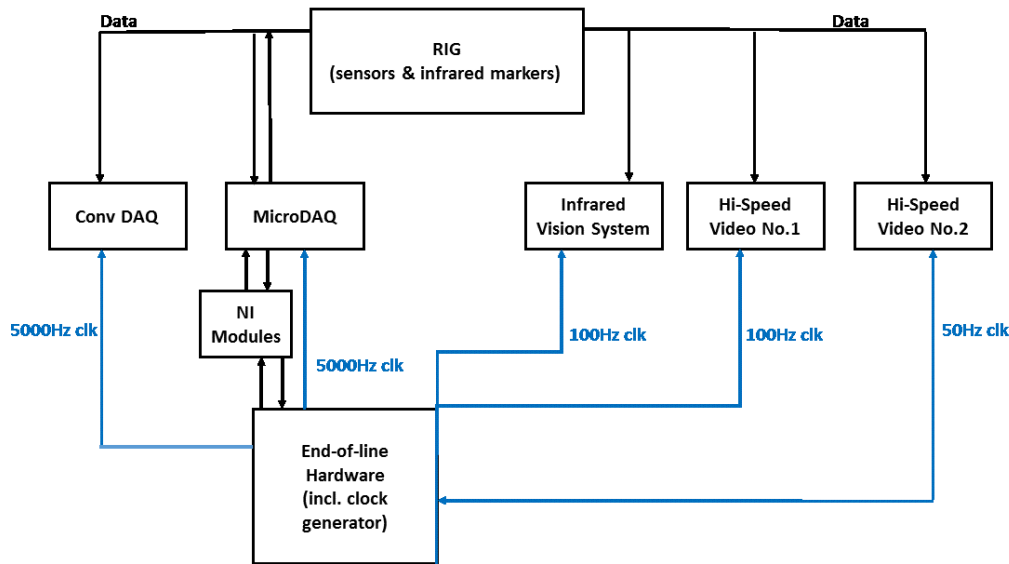 Data
Data
RIG
(sensors & infrared markers)
Conv DAQ
MicroDAQ
Infrared
Vision System
Hi-Speed
Video No.1
Hi-Speed
Video No.2
NI
Modules
5000Hz clk
5000Hz clk
100Hz clk
100Hz clk
50Hz clk
End-of-line
Hardware
(incl. clock
generator)